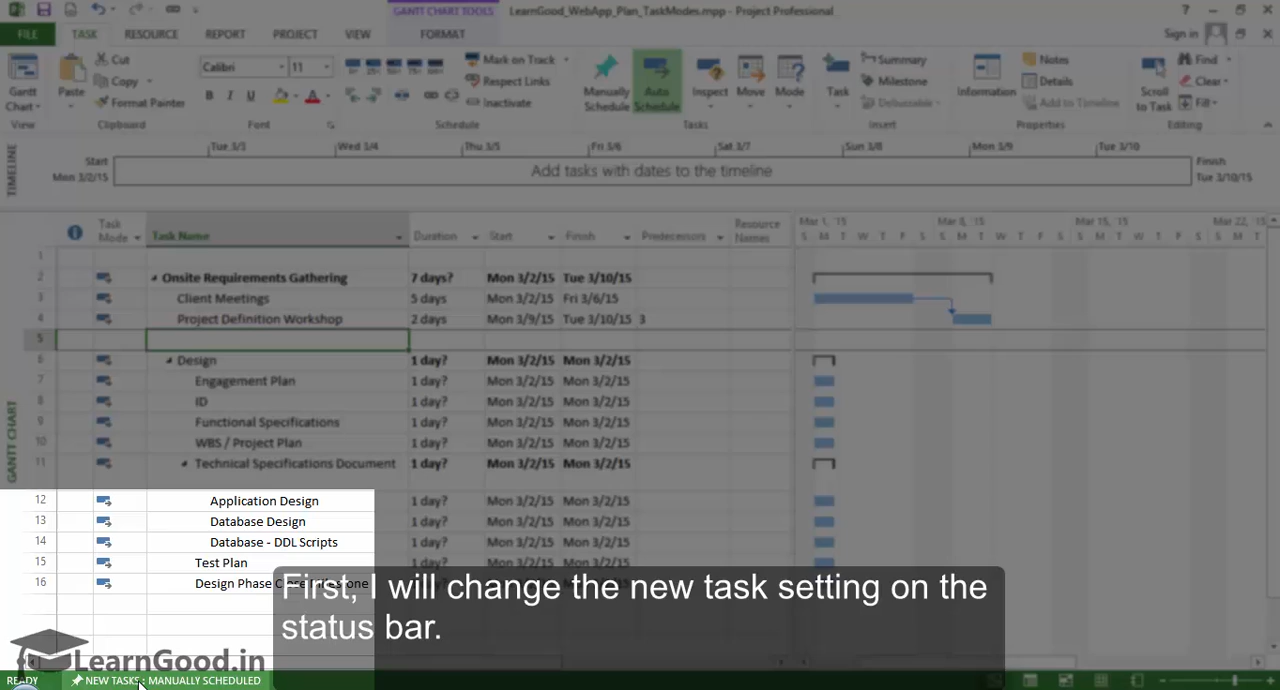 GANTT CHART TOOLS LearnGood_WebApp_Plan_TaskModes.mpp - Project Professional
FILE TASK RESOURCE REPORT PROJECT VIEW FORMAT Sign in
Gantt Chart
View
Paste
Cut
Copy
Format Painter
Clipboard
Calibri 11
B I U A
Font
Mark on Track
Respect Links
Inactivate
Schedule
Manually Schedule
Auto Schedule
Inspect Move Mode
Tasks
Task
Summary
Milestone
Deliverable
Insert
Information
Notes
Details
Add to Timeline
Properties
Scroll to Task
Find
Clear
Fill
Editing
TIMELINE
Tue 3/3 Wed 3/4 Thu 3/5 Fri 3/6 Sat 3/7 Sun 3/8 Mon 3/9 Tue 3/10
Start
Mon 3/2/15
Add tasks with dates to the timeline
Finish
Tue 3/10/15
GANTT CHART
Task Mode Task Name Duration Start Finish Predecessors Resource Names
Mar 1, '15 Mar 8, '15 Mar 15, '15 Mar 22, '15
S M T W T F S S M T W T F S S M T W T F S S M T
1
2 Onsite Requirements Gathering 7 days? Mon 3/2/15 Tue 3/10/15
3 Client Meetings 5 days Mon 3/2/15 Fri 3/6/15
4 Project Definition Workshop 2 days Mon 3/9/15 Tue 3/10/15 3
5
6 Design 1 day? Mon 3/2/15 Mon 3/2/15
7 Engagement Plan 1 day? Mon 3/2/15 Mon 3/2/15
8 ID 1 day? Mon 3/2/15 Mon 3/2/15
9 Functional Specifications 1 day? Mon 3/2/15 Mon 3/2/15
10 WBS / Project Plan 1 day? Mon 3/2/15 Mon 3/2/15
11 Technical Specifications Document 1 day? Mon 3/2/15 Mon 3/2/15
12 Application Design 1 day? Mon 3/2/15 Mon 3/2/15
13 Database Design 1 day? Mon 3/2/15 Mon 3/2/15
14 Database - DDL Scripts 1 day? Mon 3/2/15 Mon 3/2/15
15 Test Plan 1 day? Mon 3/2/15 Mon 3/2/15
16 Design Phase
First, I will change the new task setting on the
status bar.
LearnGood.in
READY NEW TASKS : MANUALLY SCHEDULED